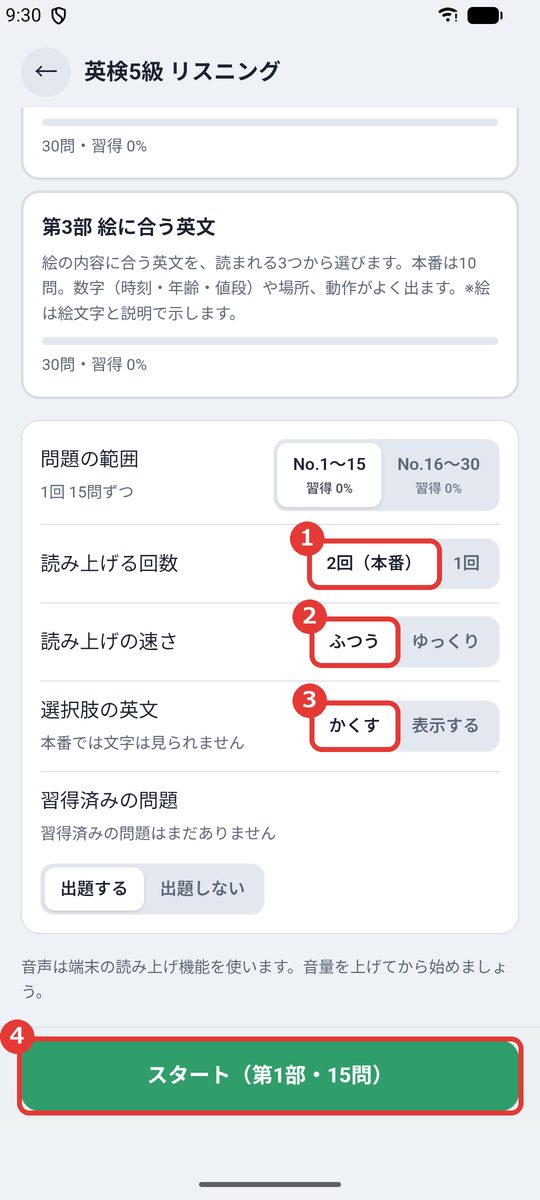 9:30
← 英検5級 リスニング
30問・習得 0%
第3部 絵に合う英文
絵の内容に合う英文を、読まれる3つから選びます。本番は10
問。数字（時刻・年齢・値段）や場所、動作がよく出ます。※絵
は絵文字と説明で示します。
30問・習得 0%
問題の範囲
1回 15問ずつ
No.1〜15
習得 0%
No.16〜30
習得 0%
1
読み上げる回数
2回（本番）
1回
2
読み上げの速さ
ふつう
ゆっくり
3
選択肢の英文
本番では文字は見られません
かくす
表示する
習得済みの問題
習得済みの問題はまだありません
出題する
出題しない
音声は端末の読み上げ機能を使います。音量を上げてから始めましょ
う。
4
スタート（第1部・15問）